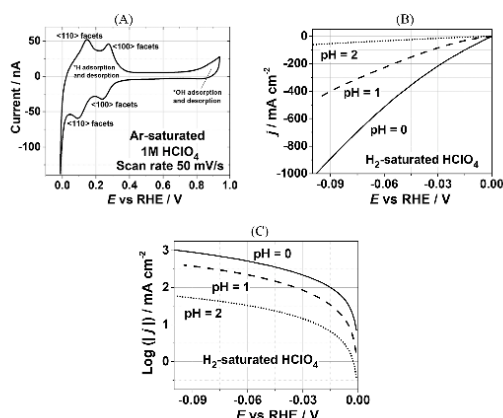 (A)
Current / nA
50
0
-50
-100
<110> facets
<100> facets
*H adsorption
and desorption
*OH adsorption
and desorption
<100> facets
<110> facets
Ar-saturated
1M HClO₄
Scan rate 50 mV/s
0.0 0.2 0.4 0.6 0.8 1.0
E vs RHE / V
(B)
j / mA cm⁻²
0
-200
-400
-600
-800
-1000
pH = 2
pH = 1
pH = 0
H₂-saturated HClO₄
-0.09 -0.06 -0.03 0.00
E vs RHE / V
(C)
Log (|j|) / mA cm⁻²
3
2
1
0
pH = 0
pH = 1
pH = 2
H₂-saturated HClO₄
-0.09 -0.06 -0.03 0.00
E vs RHE / V